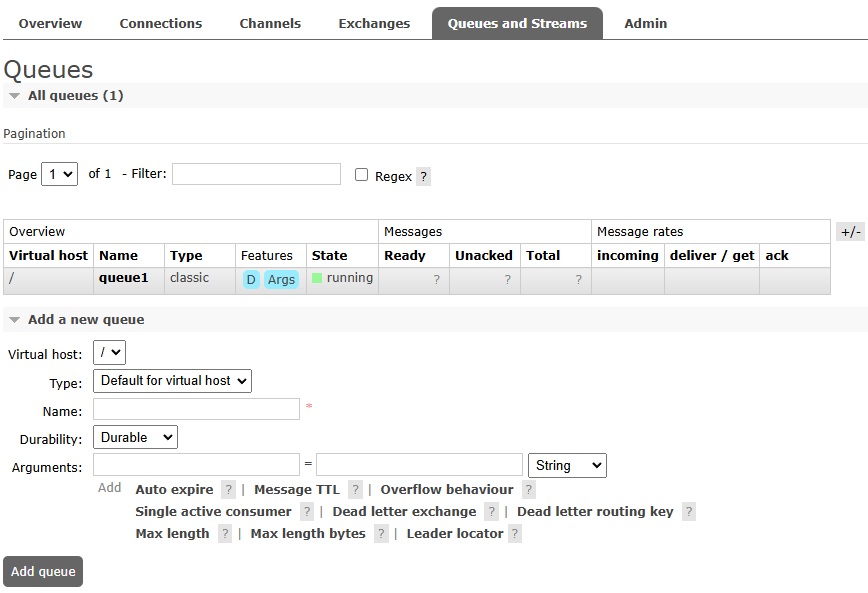 Overview Connections Channels Exchanges Queues and Streams Admin
Queues
All queues (1)
Pagination
Page 1 of 1 - Filter: Regex ?
Overview Messages Message rates +/-
Virtual host Name Type Features State Ready Unacked Total incoming deliver / get ack
/ queue1 classic D Args running ? ? ?
Add a new queue
Virtual host: /
Type: Default for virtual host
Name: *
Durability: Durable
Arguments: = String
Add Auto expire ? | Message TTL ? | Overflow behaviour ?
Single active consumer ? | Dead letter exchange ? | Dead letter routing key ?
Max length ? | Max length bytes ? | Leader locator ?
Add queue